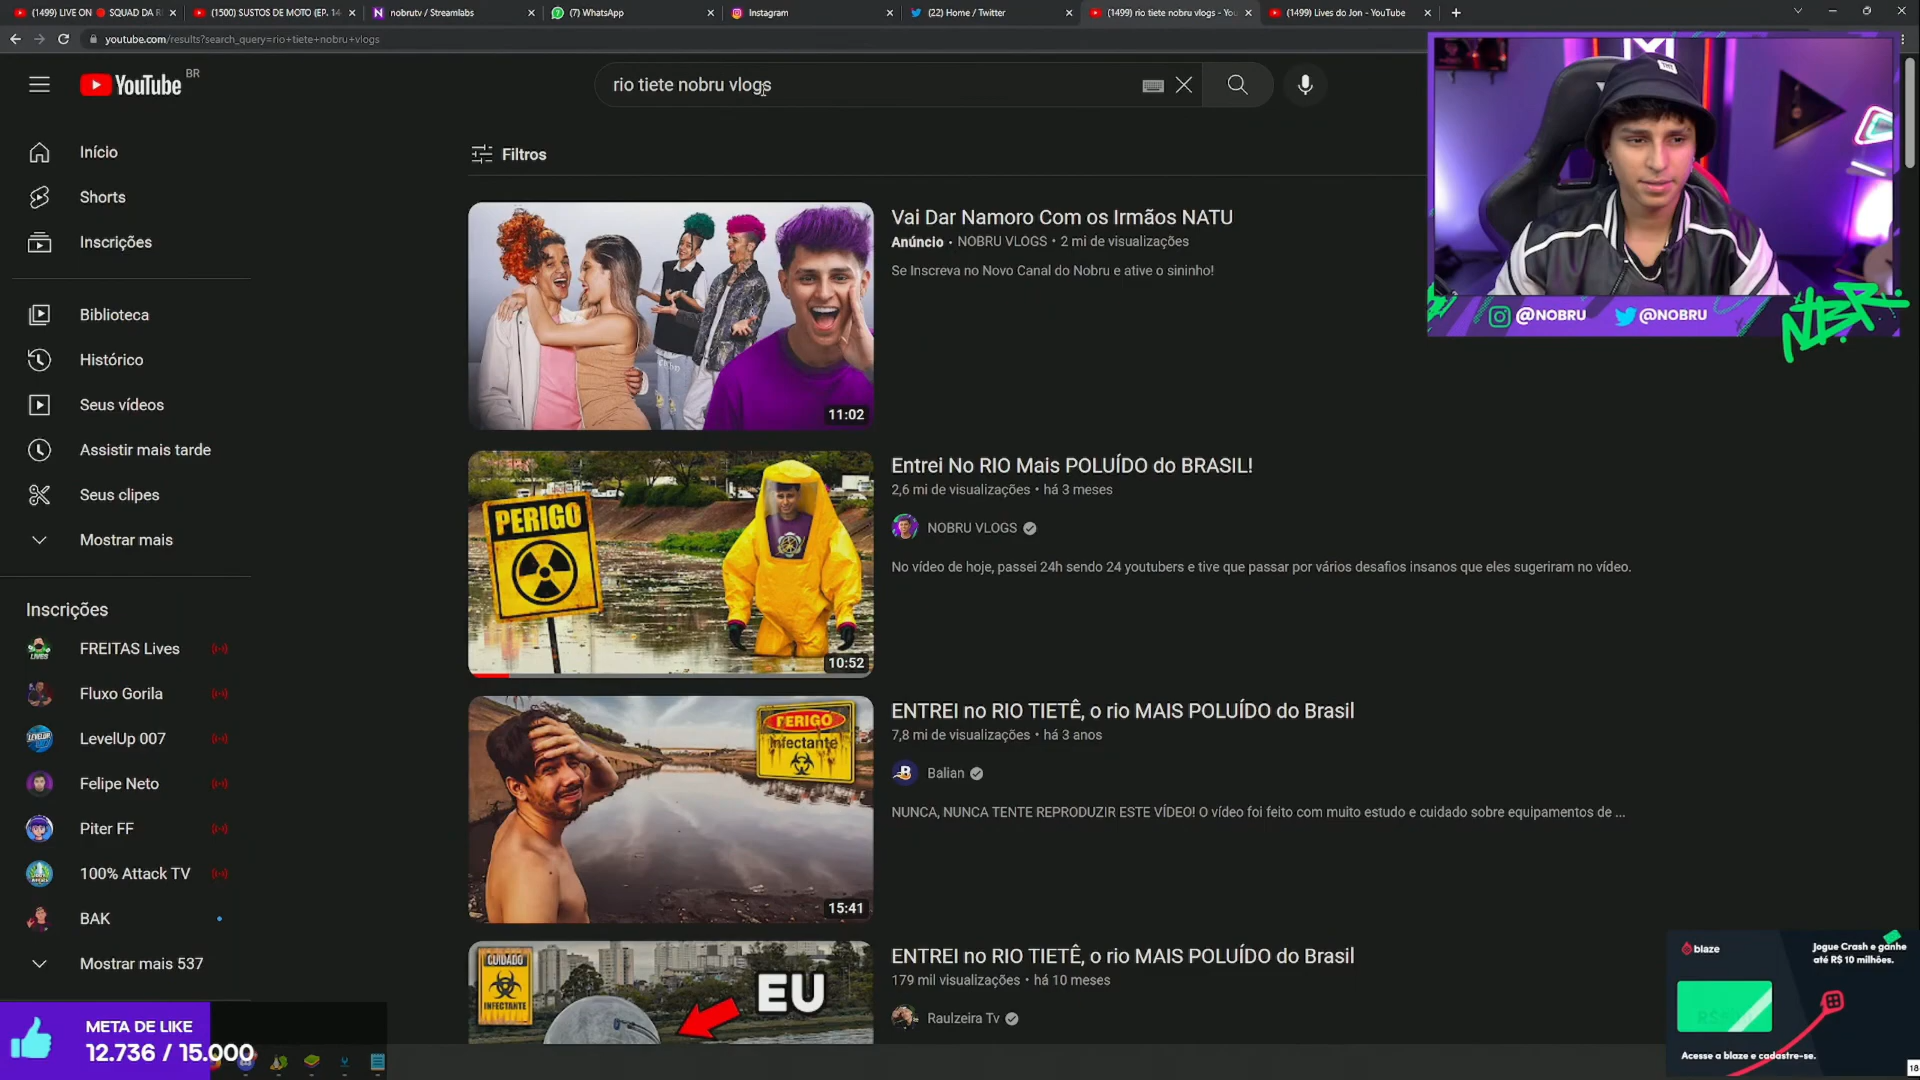 (1499) LIVE ON 🔴 SQUAD DA R
(1500) SUSTOS DE MOTO (EP. 14
nobrutv / Streamlabs
(7) WhatsApp
Instagram
(22) Home / Twitter
(1499) rio tiete nobru vlogs - You
(1499) Lives do Jon - YouTube
youtube.com/results?search_query=rio+tiete+nobru+vlogs
YouTube BR
rio tiete nobru vlogs
Início
Shorts
Inscrições
Biblioteca
Histórico
Seus vídeos
Assistir mais tarde
Seus clipes
Mostrar mais
Inscrições
FREITAS Lives
Fluxo Gorila
LevelUp 007
Felipe Neto
Piter FF
100% Attack TV
BAK
Mostrar mais 537
META DE LIKE
12.736 / 15.000
Filtros
11:02
Vai Dar Namoro Com os Irmãos NATU
Anúncio • NOBRU VLOGS • 2 mi de visualizações
Se Inscreva no Novo Canal do Nobru e ative o sininho!
PERIGO
10:52
Entrei No RIO Mais POLUÍDO do BRASIL!
2,6 mi de visualizações • há 3 meses
NOBRU VLOGS
No vídeo de hoje, passei 24h sendo 24 youtubers e tive que passar por vários desafios insanos que eles sugeriram no vídeo.
PERIGO
Infectante
15:41
ENTREI no RIO TIETÊ, o rio MAIS POLUÍDO do Brasil
7,8 mi de visualizações • há 3 anos
Balian
NUNCA, NUNCA TENTE REPRODUZIR ESTE VÍDEO! O vídeo foi feito com muito estudo e cuidado sobre equipamentos de ...
CUIDADO
INFECTANTE
EU
ENTREI no RIO TIETÊ, o rio MAIS POLUÍDO do Brasil
179 mil visualizações • há 10 meses
Raulzeira Tv
@NOBRU
@NOBRU
NBR
blaze
Jogue Crash e ganhe
até R$ 10 milhões.
Acesse a blaze e cadastre-se.
18